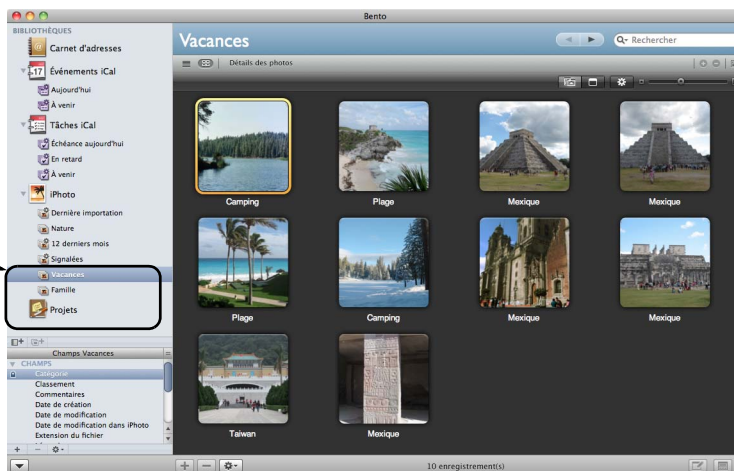 Bento
BIBLIOTHÈQUES
Carnet d'adresses
17 Événements iCal
Aujourd'hui
À venir
Tâches iCal
Échéance aujourd'hui
En retard
À venir
iPhoto
Dernière importation
Nature
12 derniers mois
Signalées
Vacances
Famille
Projets
Champs Vacances
CHAMPS
Catégorie
Classement
Commentaires
Date de création
Date de modification
Date de modification dans iPhoto
Extension du fichier
Vacances
Rechercher
Détails des photos
Camping
Plage
Mexique
Mexique
Plage
Camping
Mexique
Mexique
Taiwan
Mexique
10 enregistrement(s)